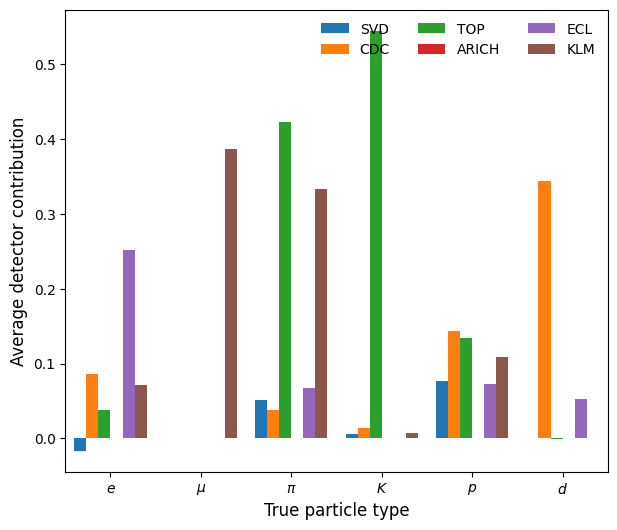 SVD TOP ECL
CDC ARICH KLM
Average detector contribution
0.5
0.4
0.3
0.2
0.1
0.0
e μ π K p d
True particle type